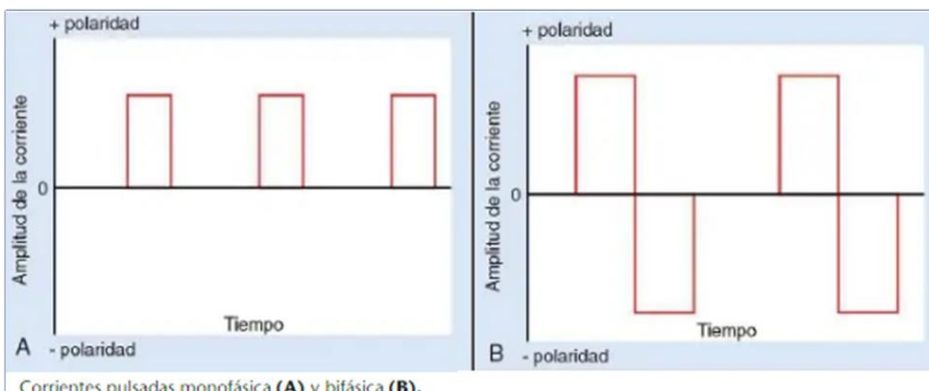 + polaridad
Amplitud de la corriente
0
Tiempo
A
- polaridad
+ polaridad
Amplitud de la corriente
0
Tiempo
B
- polaridad
Corrientes pulsadas monofásica (A) y bifásica (B).